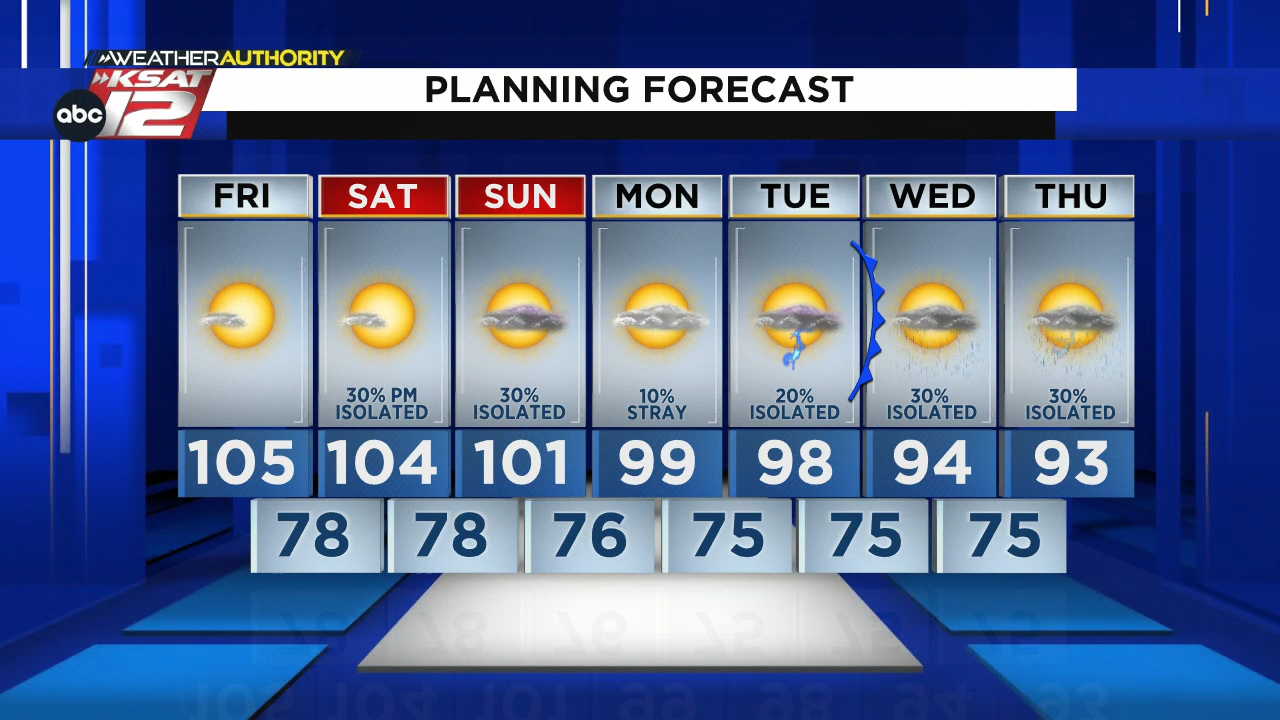 WEATHERAUTHORITY
KSAT
abc 12
PLANNING FORECAST
FRI SAT SUN MON TUE WED THU
30% PM 30% 10% 20% 30% 30%
ISOLATED ISOLATED STRAY ISOLATED ISOLATED ISOLATED
105 104 101 99 98 94 93
78 78 76 75 75 75